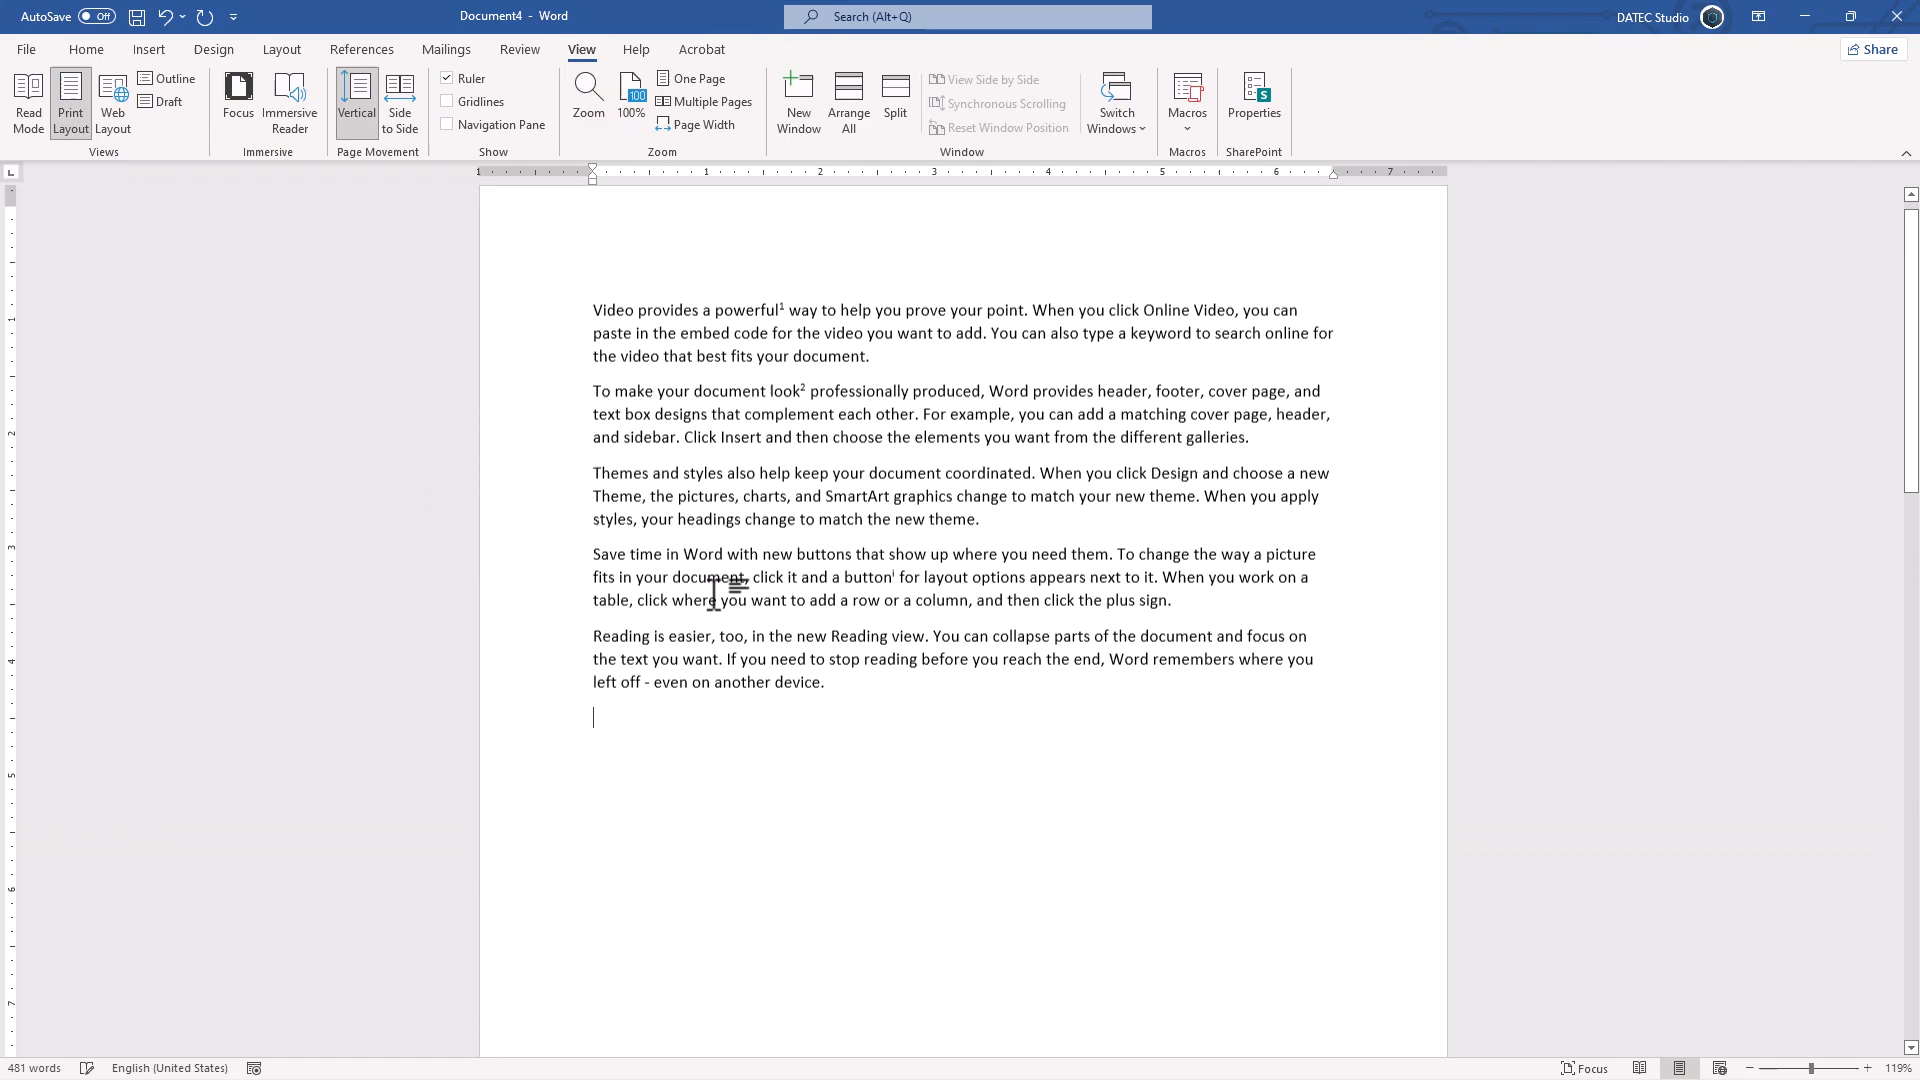 AutoSave Off Document4 - Word Search (Alt+Q) DATEC Studio
File Home Insert Design Layout References Mailings Review View Help Acrobat Share
Read Mode
Print Layout
Web Layout
Outline
Draft
Views
Focus
Immersive Reader
Immersive
Vertical
Side to Side
Page Movement
Ruler
Gridlines
Navigation Pane
Show
Zoom
100
100%
One Page
Multiple Pages
Page Width
Zoom
New Window
Arrange All
Split
View Side by Side
Synchronous Scrolling
Reset Window Position
Switch Windows
Window
Macros
Macros
S
Properties
SharePoint
1 1 2 3 4 5 6 7
1
2
3
4
5
6
7
Video provides a powerful¹ way to help you prove your point. When you click Online Video, you can
paste in the embed code for the video you want to add. You can also type a keyword to search online for
the video that best fits your document.
To make your document look² professionally produced, Word provides header, footer, cover page, and
text box designs that complement each other. For example, you can add a matching cover page, header,
and sidebar. Click Insert and then choose the elements you want from the different galleries.
Themes and styles also help keep your document coordinated. When you click Design and choose a new
Theme, the pictures, charts, and SmartArt graphics change to match your new theme. When you apply
styles, your headings change to match the new theme.
Save time in Word with new buttons that show up where you need them. To change the way a picture
fits in your document, click it and a buttonⁱ for layout options appears next to it. When you work on a
table, click where you want to add a row or a column, and then click the plus sign.
Reading is easier, too, in the new Reading view. You can collapse parts of the document and focus on
the text you want. If you need to stop reading before you reach the end, Word remembers where you
left off - even on another device.
481 words English (United States) Focus 119%